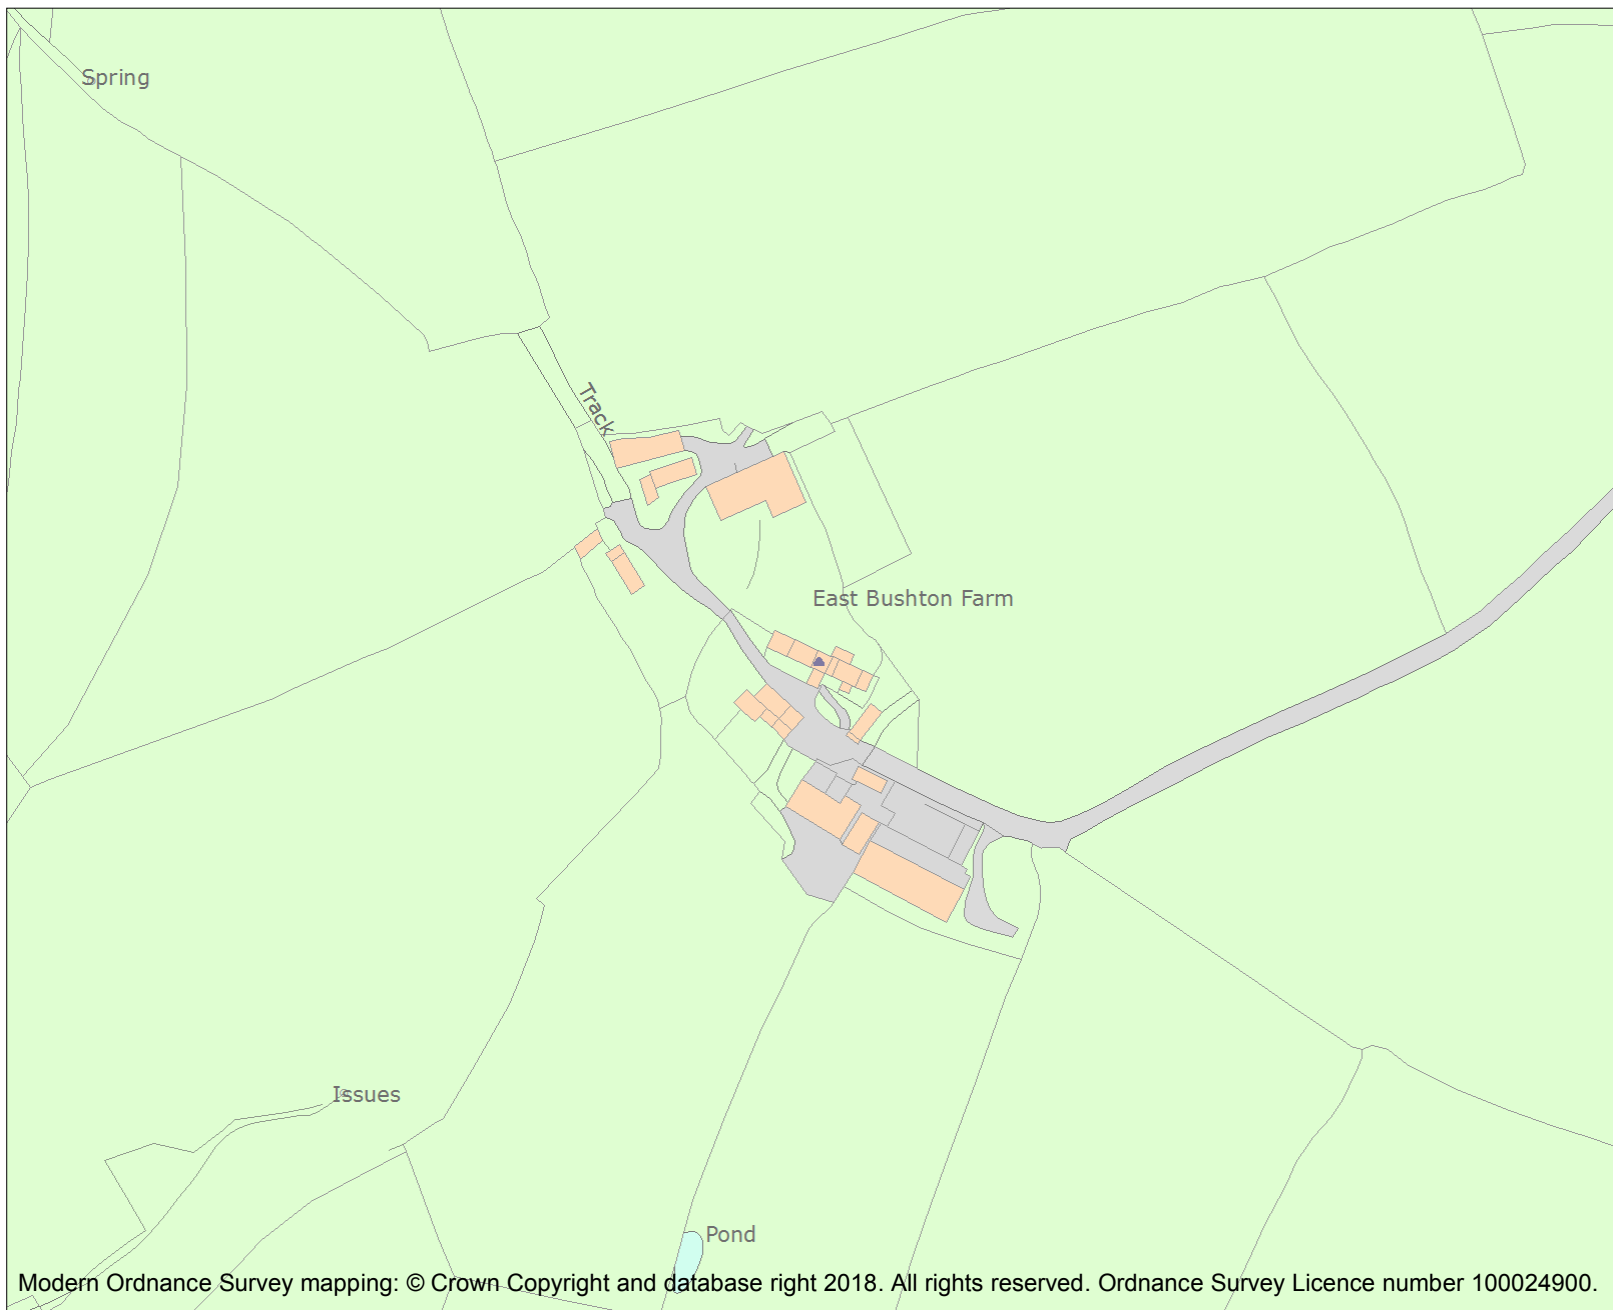 Spring
Track
East Bushton Farm
Issues
Pond
Modern Ordnance Survey mapping: © Crown Copyright and database right 2018. All rights reserved. Ordnance Survey Licence number 100024900.